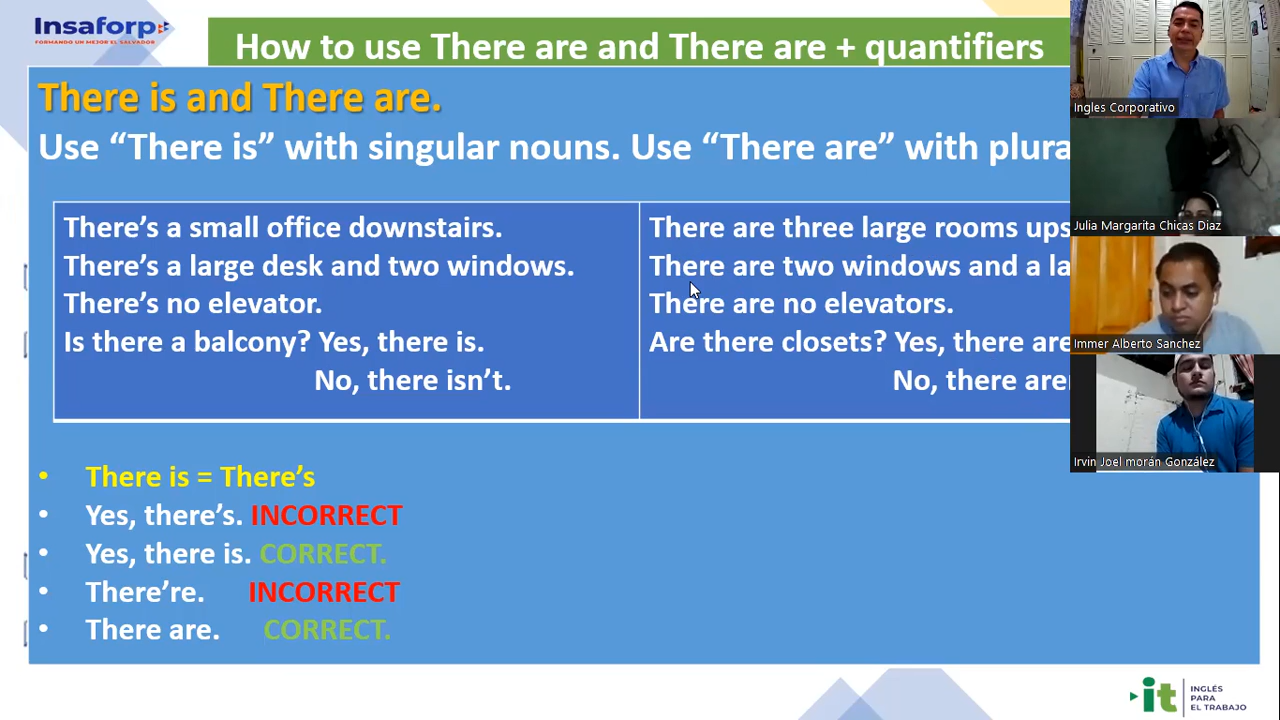 Insaforp
FORMANDO UN MEJOR EL SALVADOR
How to use There are and There are + quantifiers
There is and There are.
Use “There is” with singular nouns. Use “There are” with plura
There’s a small office downstairs.
There’s a large desk and two windows.
There’s no elevator.
Is there a balcony? Yes, there is.
No, there isn’t.
There are three large rooms ups
There are two windows and a la
There are no elevators.
Are there closets? Yes, there are
No, there aren
• There is = There’s
• Yes, there’s. INCORRECT
• Yes, there is. CORRECT.
• There’re. INCORRECT
• There are. CORRECT.
Ingles Corporativo
Julia Margarita Chicas Diaz
Immer Alberto Sanchez
Irvin Joel morán González
it
INGLÉS
PARA
EL TRABAJO